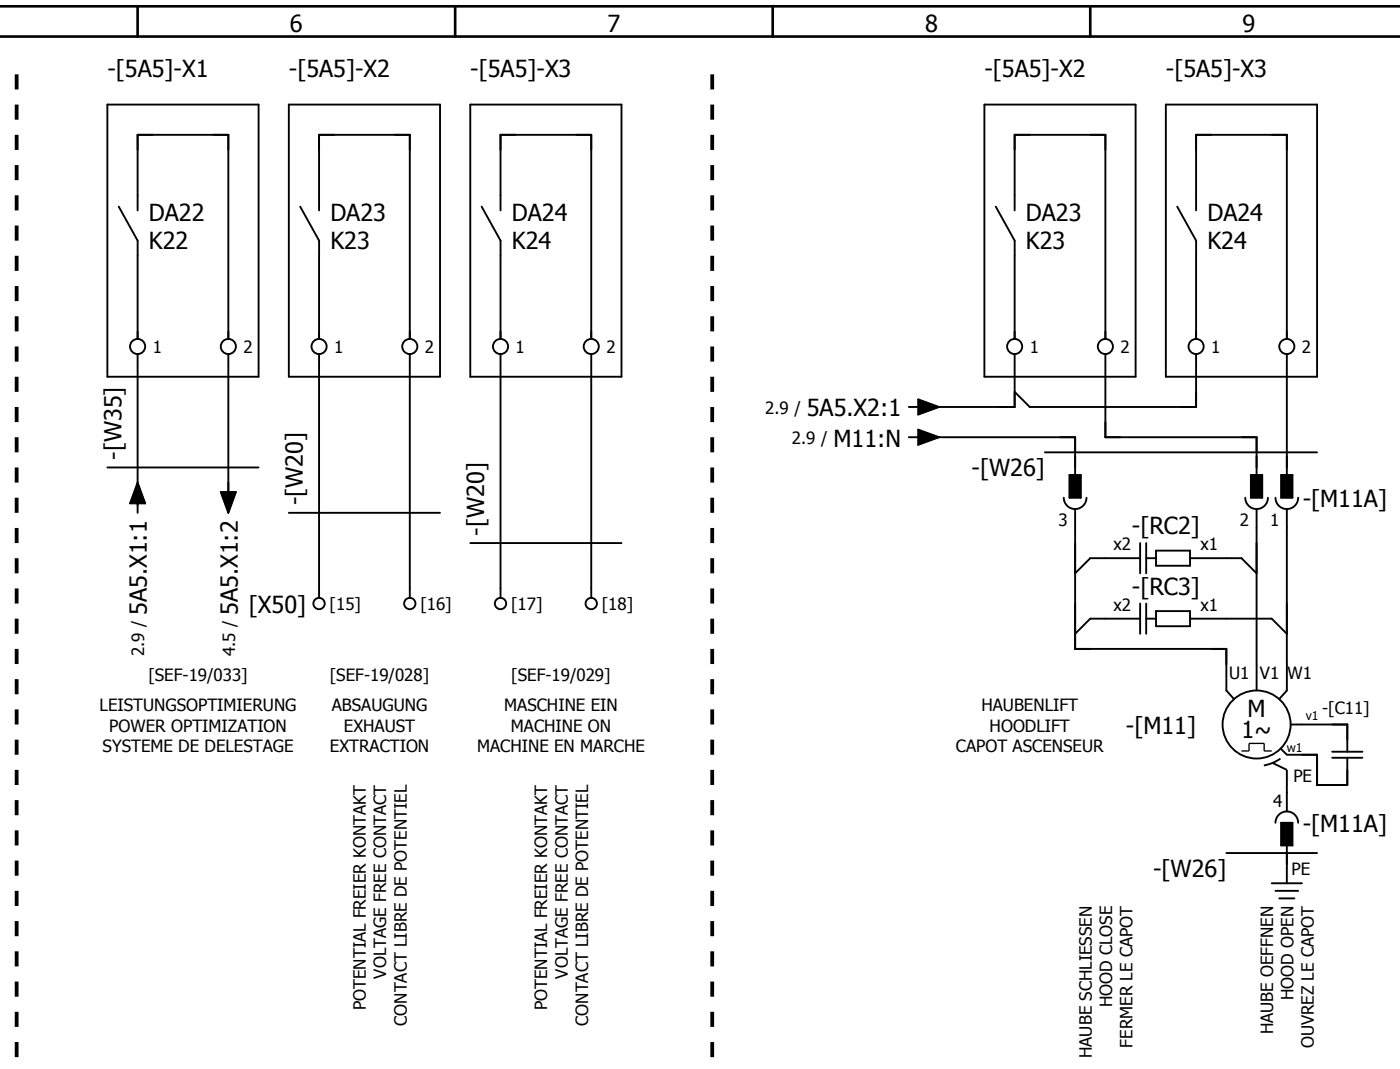 6
7
8
9
-[5A5]-X1
-[5A5]-X2
-[5A5]-X3
-[5A5]-X2
-[5A5]-X3
DA22
K22
DA23
K23
DA24
K24
DA23
K23
DA24
K24
1
2
1
2
1
2
1
2
1
2
-[W35]
-[W20]
-[W20]
2.9 / 5A5.X1:1
4.5 / 5A5.X1:2
[X50]
[15]
[16]
[17]
[18]
[SEF-19/033]
LEISTUNGSOPTIMIERUNG
POWER OPTIMIZATION
SYSTEME DE DELESTAGE
[SEF-19/028]
ABSAUGUNG
EXHAUST
EXTRACTION
[SEF-19/029]
MASCHINE EIN
MACHINE ON
MACHINE EN MARCHE
POTENTIAL FREIER KONTAKT
VOLTAGE FREE CONTACT
CONTACT LIBRE DE POTENTIEL
POTENTIAL FREIER KONTAKT
VOLTAGE FREE CONTACT
CONTACT LIBRE DE POTENTIEL
2.9 / 5A5.X2:1
2.9 / M11:N
-[W26]
-[M11A]
3
2
1
-[RC2]
x2
x1
-[RC3]
x2
x1
U1
V1
W1
HAUBENLIFT
HOODLIFT
CAPOT ASCENSEUR
-[M11]
M
1~
v1
-[C11]
w1
PE
4
-[M11A]
-[W26]
PE
HAUBE SCHLIESSEN
HOOD CLOSE
FERMER LE CAPOT
HAUBE OEFFNEN
HOOD OPEN
OUVREZ LE CAPOT